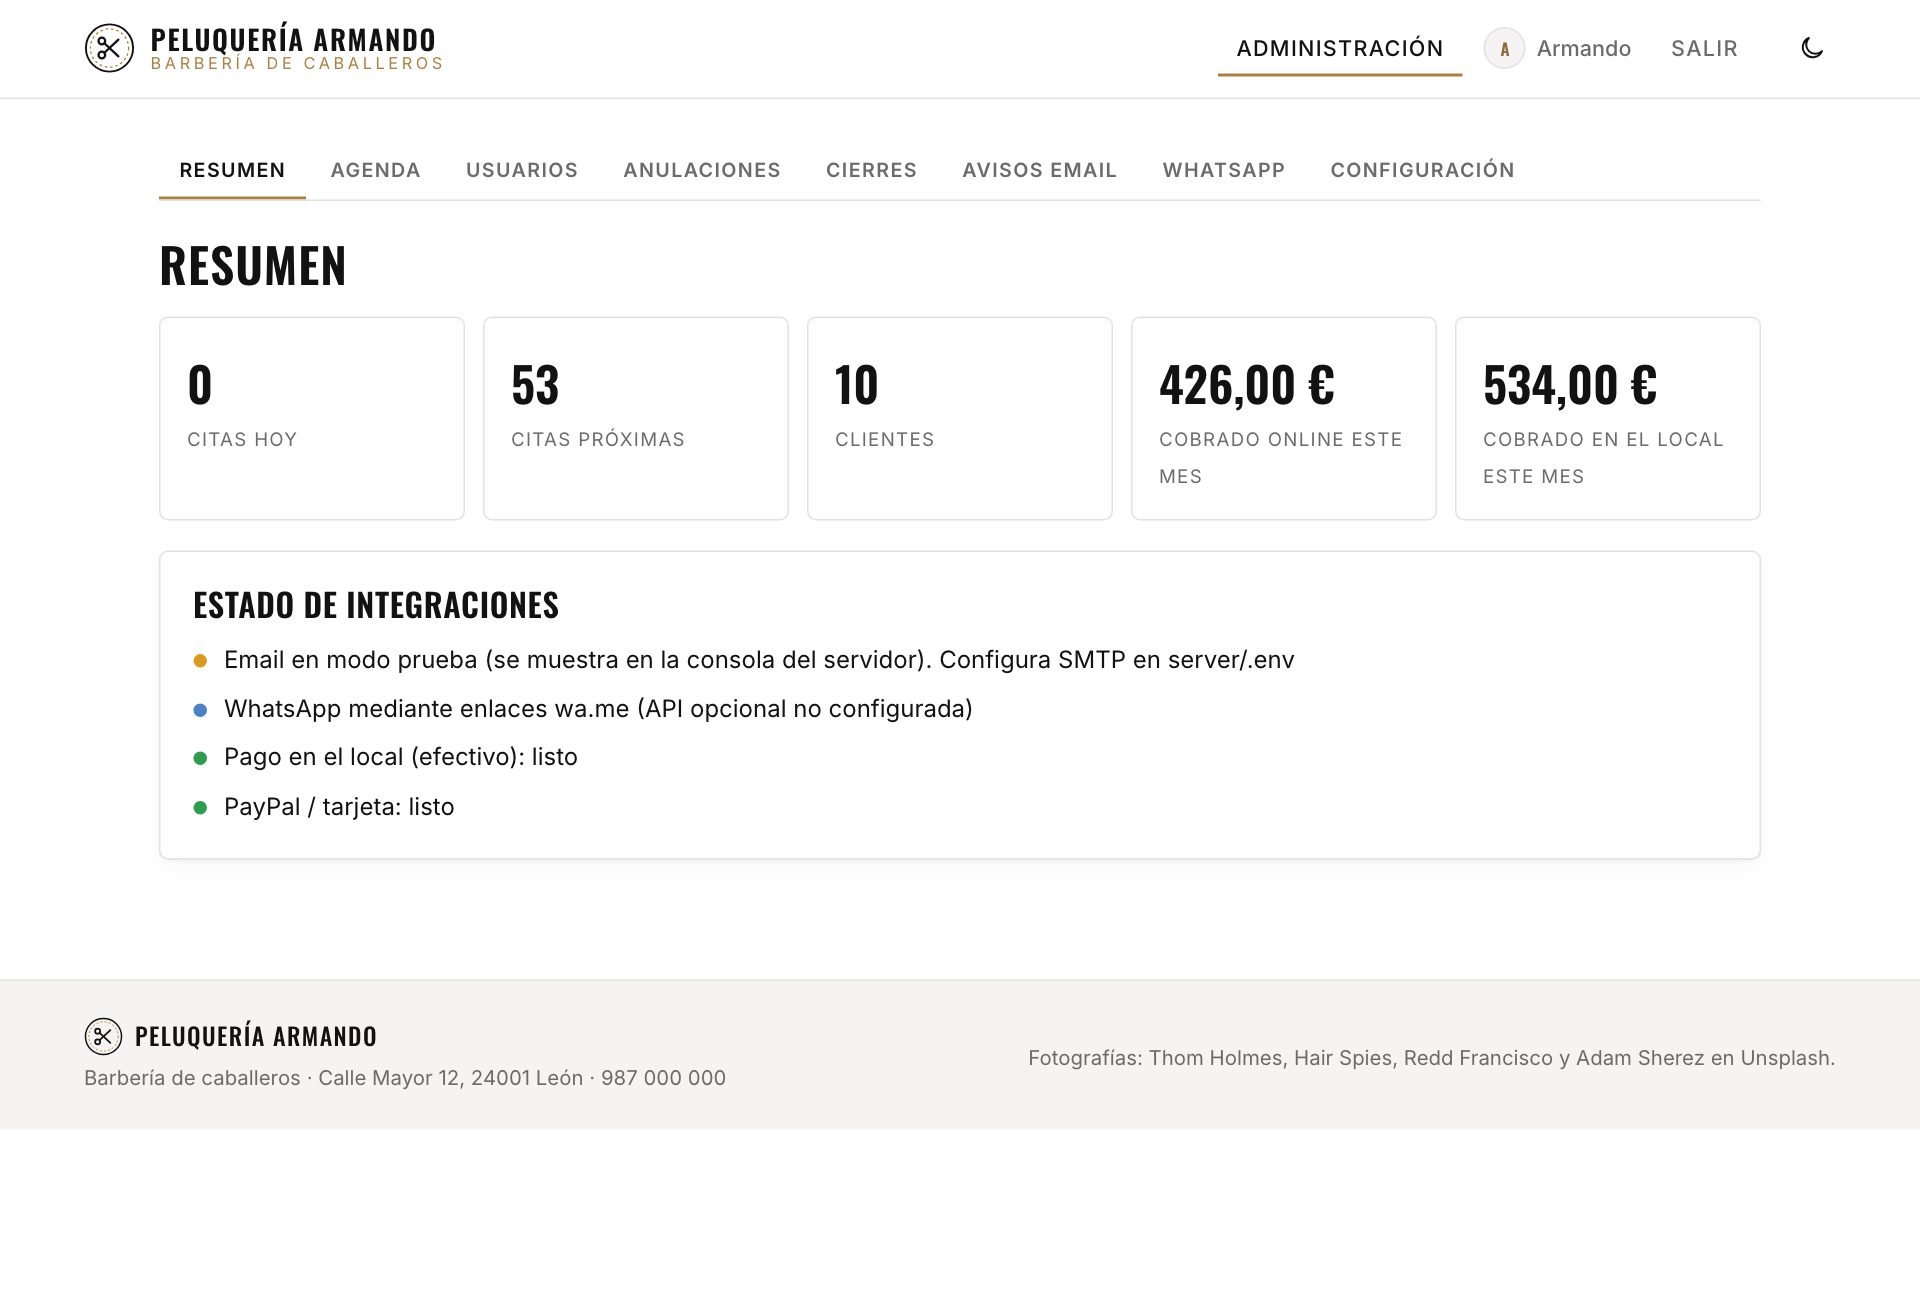 PELUQUERÍA ARMANDO
BARBERÍA DE CABALLEROS
ADMINISTRACIÓN
A
Armando
SALIR
RESUMEN
AGENDA
USUARIOS
ANULACIONES
CIERRES
AVISOS EMAIL
WHATSAPP
CONFIGURACIÓN
RESUMEN
0
CITAS HOY
53
CITAS PRÓXIMAS
10
CLIENTES
426,00 €
COBRADO ONLINE ESTE
MES
534,00 €
COBRADO EN EL LOCAL
ESTE MES
ESTADO DE INTEGRACIONES
Email en modo prueba (se muestra en la consola del servidor). Configura SMTP en server/.env
WhatsApp mediante enlaces wa.me (API opcional no configurada)
Pago en el local (efectivo): listo
PayPal / tarjeta: listo
PELUQUERÍA ARMANDO
Barbería de caballeros · Calle Mayor 12, 24001 León · 987 000 000
Fotografías: Thom Holmes, Hair Spies, Redd Francisco y Adam Sherez en Unsplash.